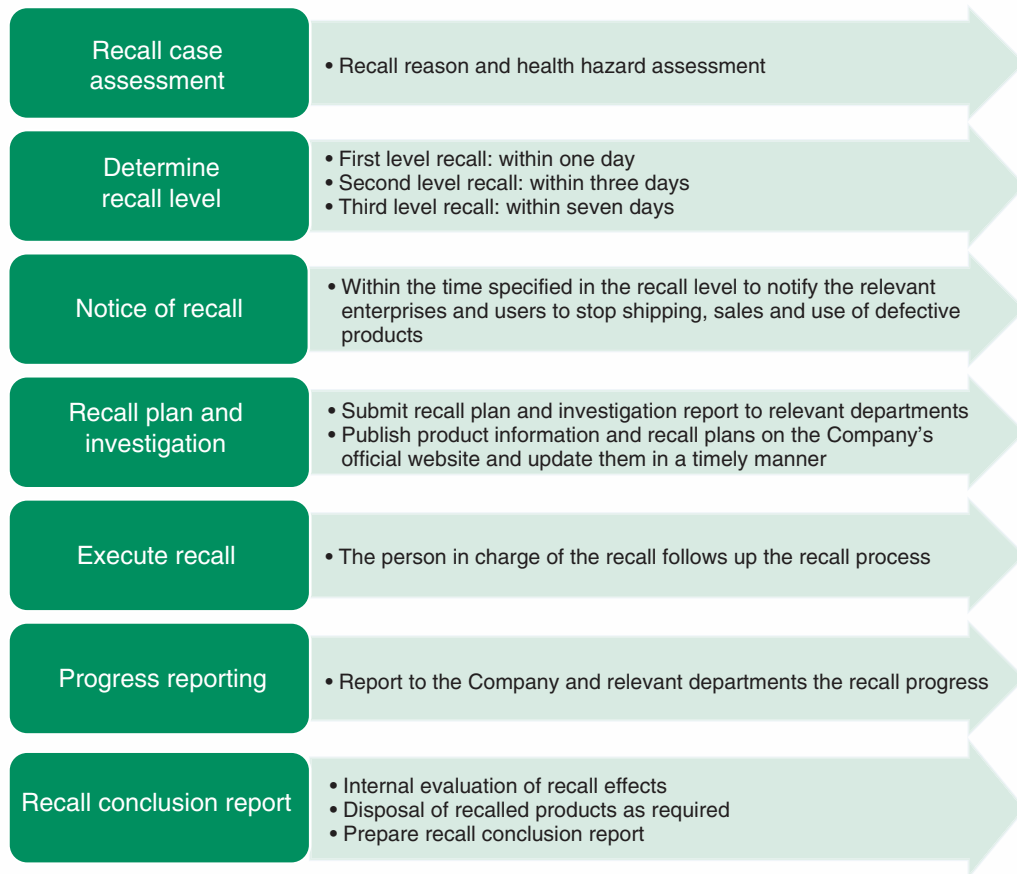 Recall case
assessment
• Recall reason and health hazard assessment
Determine
recall level
• First level recall: within one day
• Second level recall: within three days
• Third level recall: within seven days
Notice of recall
• Within the time specified in the recall level to notify the relevant
enterprises and users to stop shipping, sales and use of defective
products
Recall plan and
investigation
• Submit recall plan and investigation report to relevant departments
• Publish product information and recall plans on the Company’s
official website and update them in a timely manner
Execute recall
• The person in charge of the recall follows up the recall process
Progress reporting
• Report to the Company and relevant departments the recall progress
Recall conclusion report
• Internal evaluation of recall effects
• Disposal of recalled products as required
• Prepare recall conclusion report